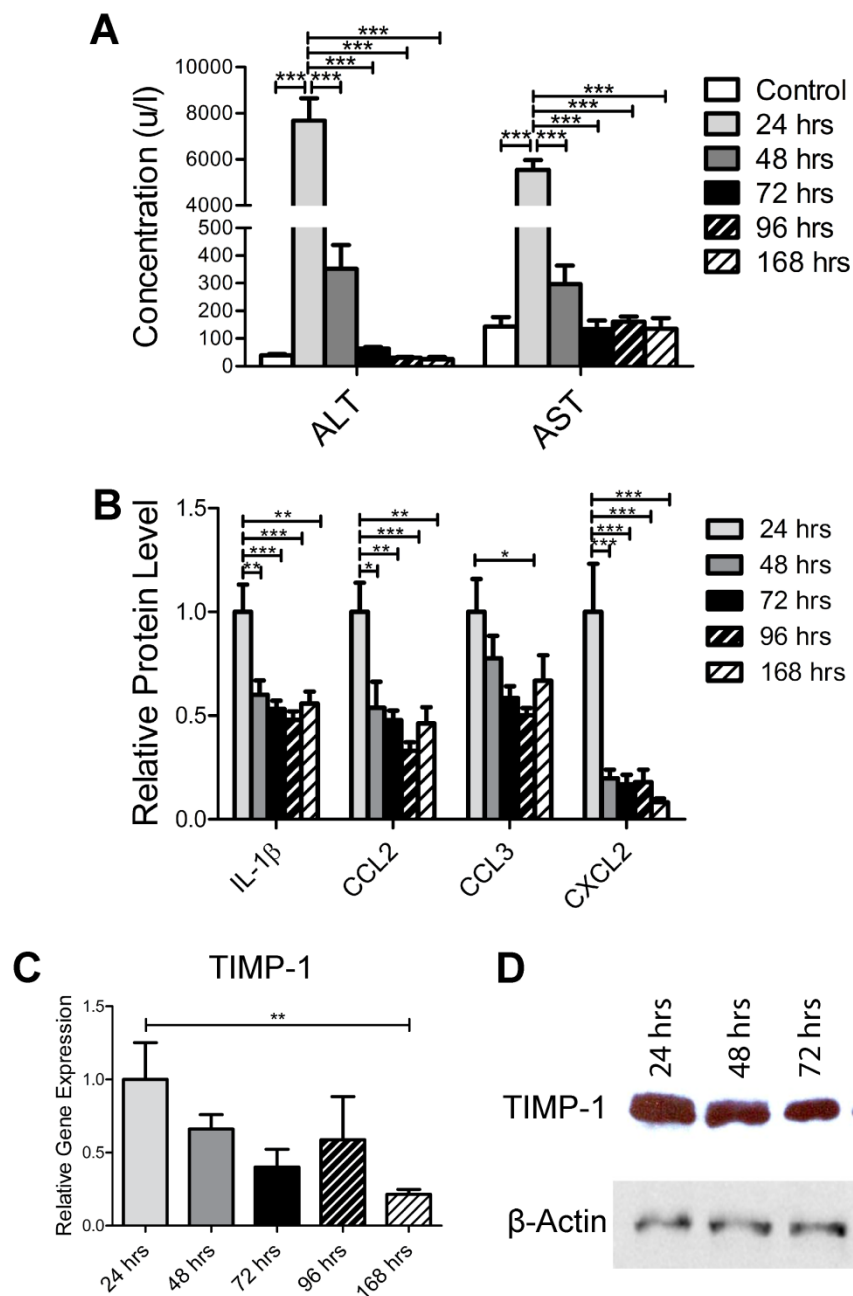 A
***
***
***
*** ***
***
***
***
*** ***
10000
8000
6000
4000
500
400
300
200
100
0
Concentration (u/l)
ALT
AST
Control
24 hrs
48 hrs
72 hrs
96 hrs
168 hrs
B
1.5
1.0
0.5
0.0
Relative Protein Level
**
***
***
**
**
***
**
*
*
***
***
***
***
IL-1β
CCL2
CCL3
CXCL2
24 hrs
48 hrs
72 hrs
96 hrs
168 hrs
C
TIMP-1
1.5
1.0
0.5
0.0
Relative Gene Expression
**
24 hrs
48 hrs
72 hrs
96 hrs
168 hrs
D
24 hrs
48 hrs
72 hrs
TIMP-1
β-Actin